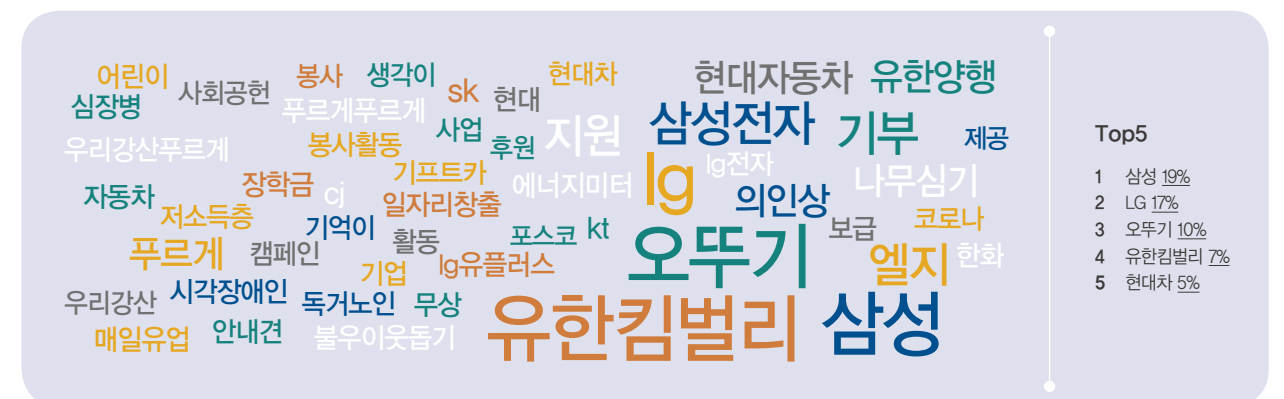 어린이 사회공헌 봉사 생각이 sk 현대 현대차 현대자동차 유한양행
심장병 푸르게푸르게 사업 후원 지원 삼성전자 기부 제공
우리강산푸르게 봉사활동 기프트카 에너지미터 lg lg전자 나무심기
자동차 장학금 cj 일자리창출 의인상
저소득층 기억이 활동 포스코 kt 오뚜기 보급 코로나
푸르게 캠페인 기업 lg유플러스 엘지 한화
우리강산 시각장애인 독거노인 무상 유한킴벌리 삼성
매일유업 안내견 불우이웃돕기
Top5
1 삼성 19%
2 LG 17%
3 오뚜기 10%
4 유한킴벌리 7%
5 현대차 5%